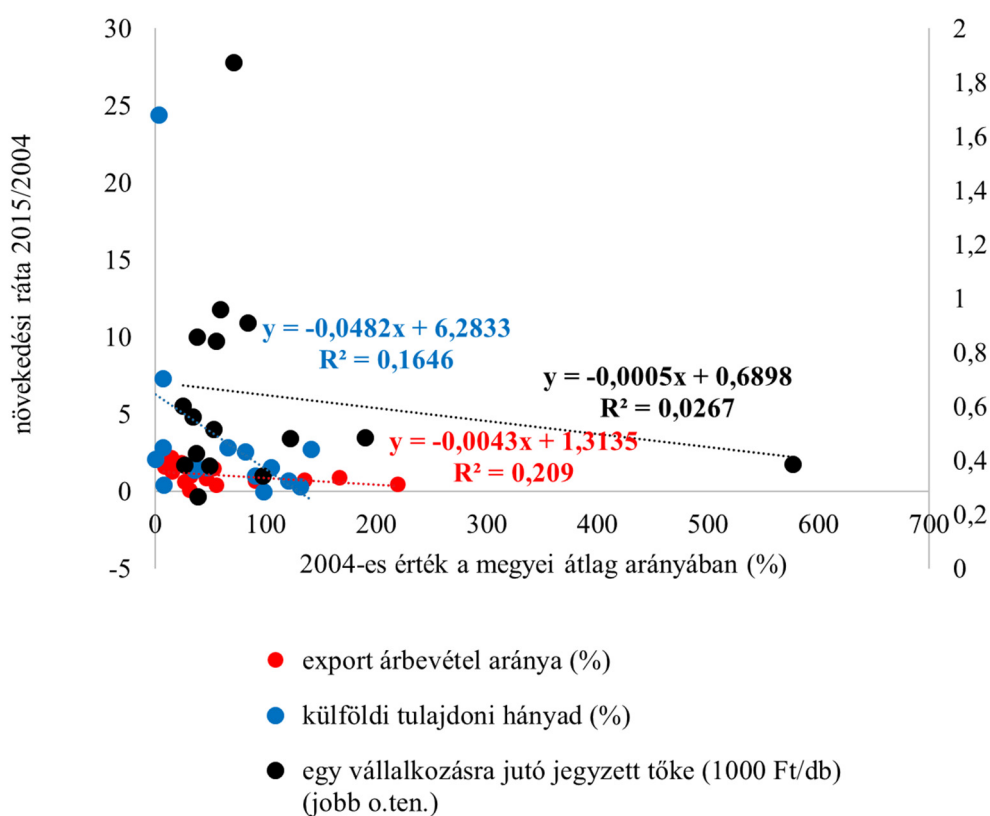 növekedési ráta 2015/2004
30
25
20
15
10
5
0
-5
2
1,8
1,6
1,4
1,2
1
0,8
0,6
0,4
0,2
0
y = -0,0482x + 6,2833
R² = 0,1646
y = -0,0005x + 0,6898
R² = 0,0267
y = -0,0043x + 1,3135
R² = 0,209
0 100 200 300 400 500 600 700
2004-es érték a megyei átlag arányában (%)
export árbevétel aránya (%)
külföldi tulajdoni hányad (%)
egy vállalkozásra jutó jegyzett tőke (1000 Ft/db)
(jobb o.ten.)